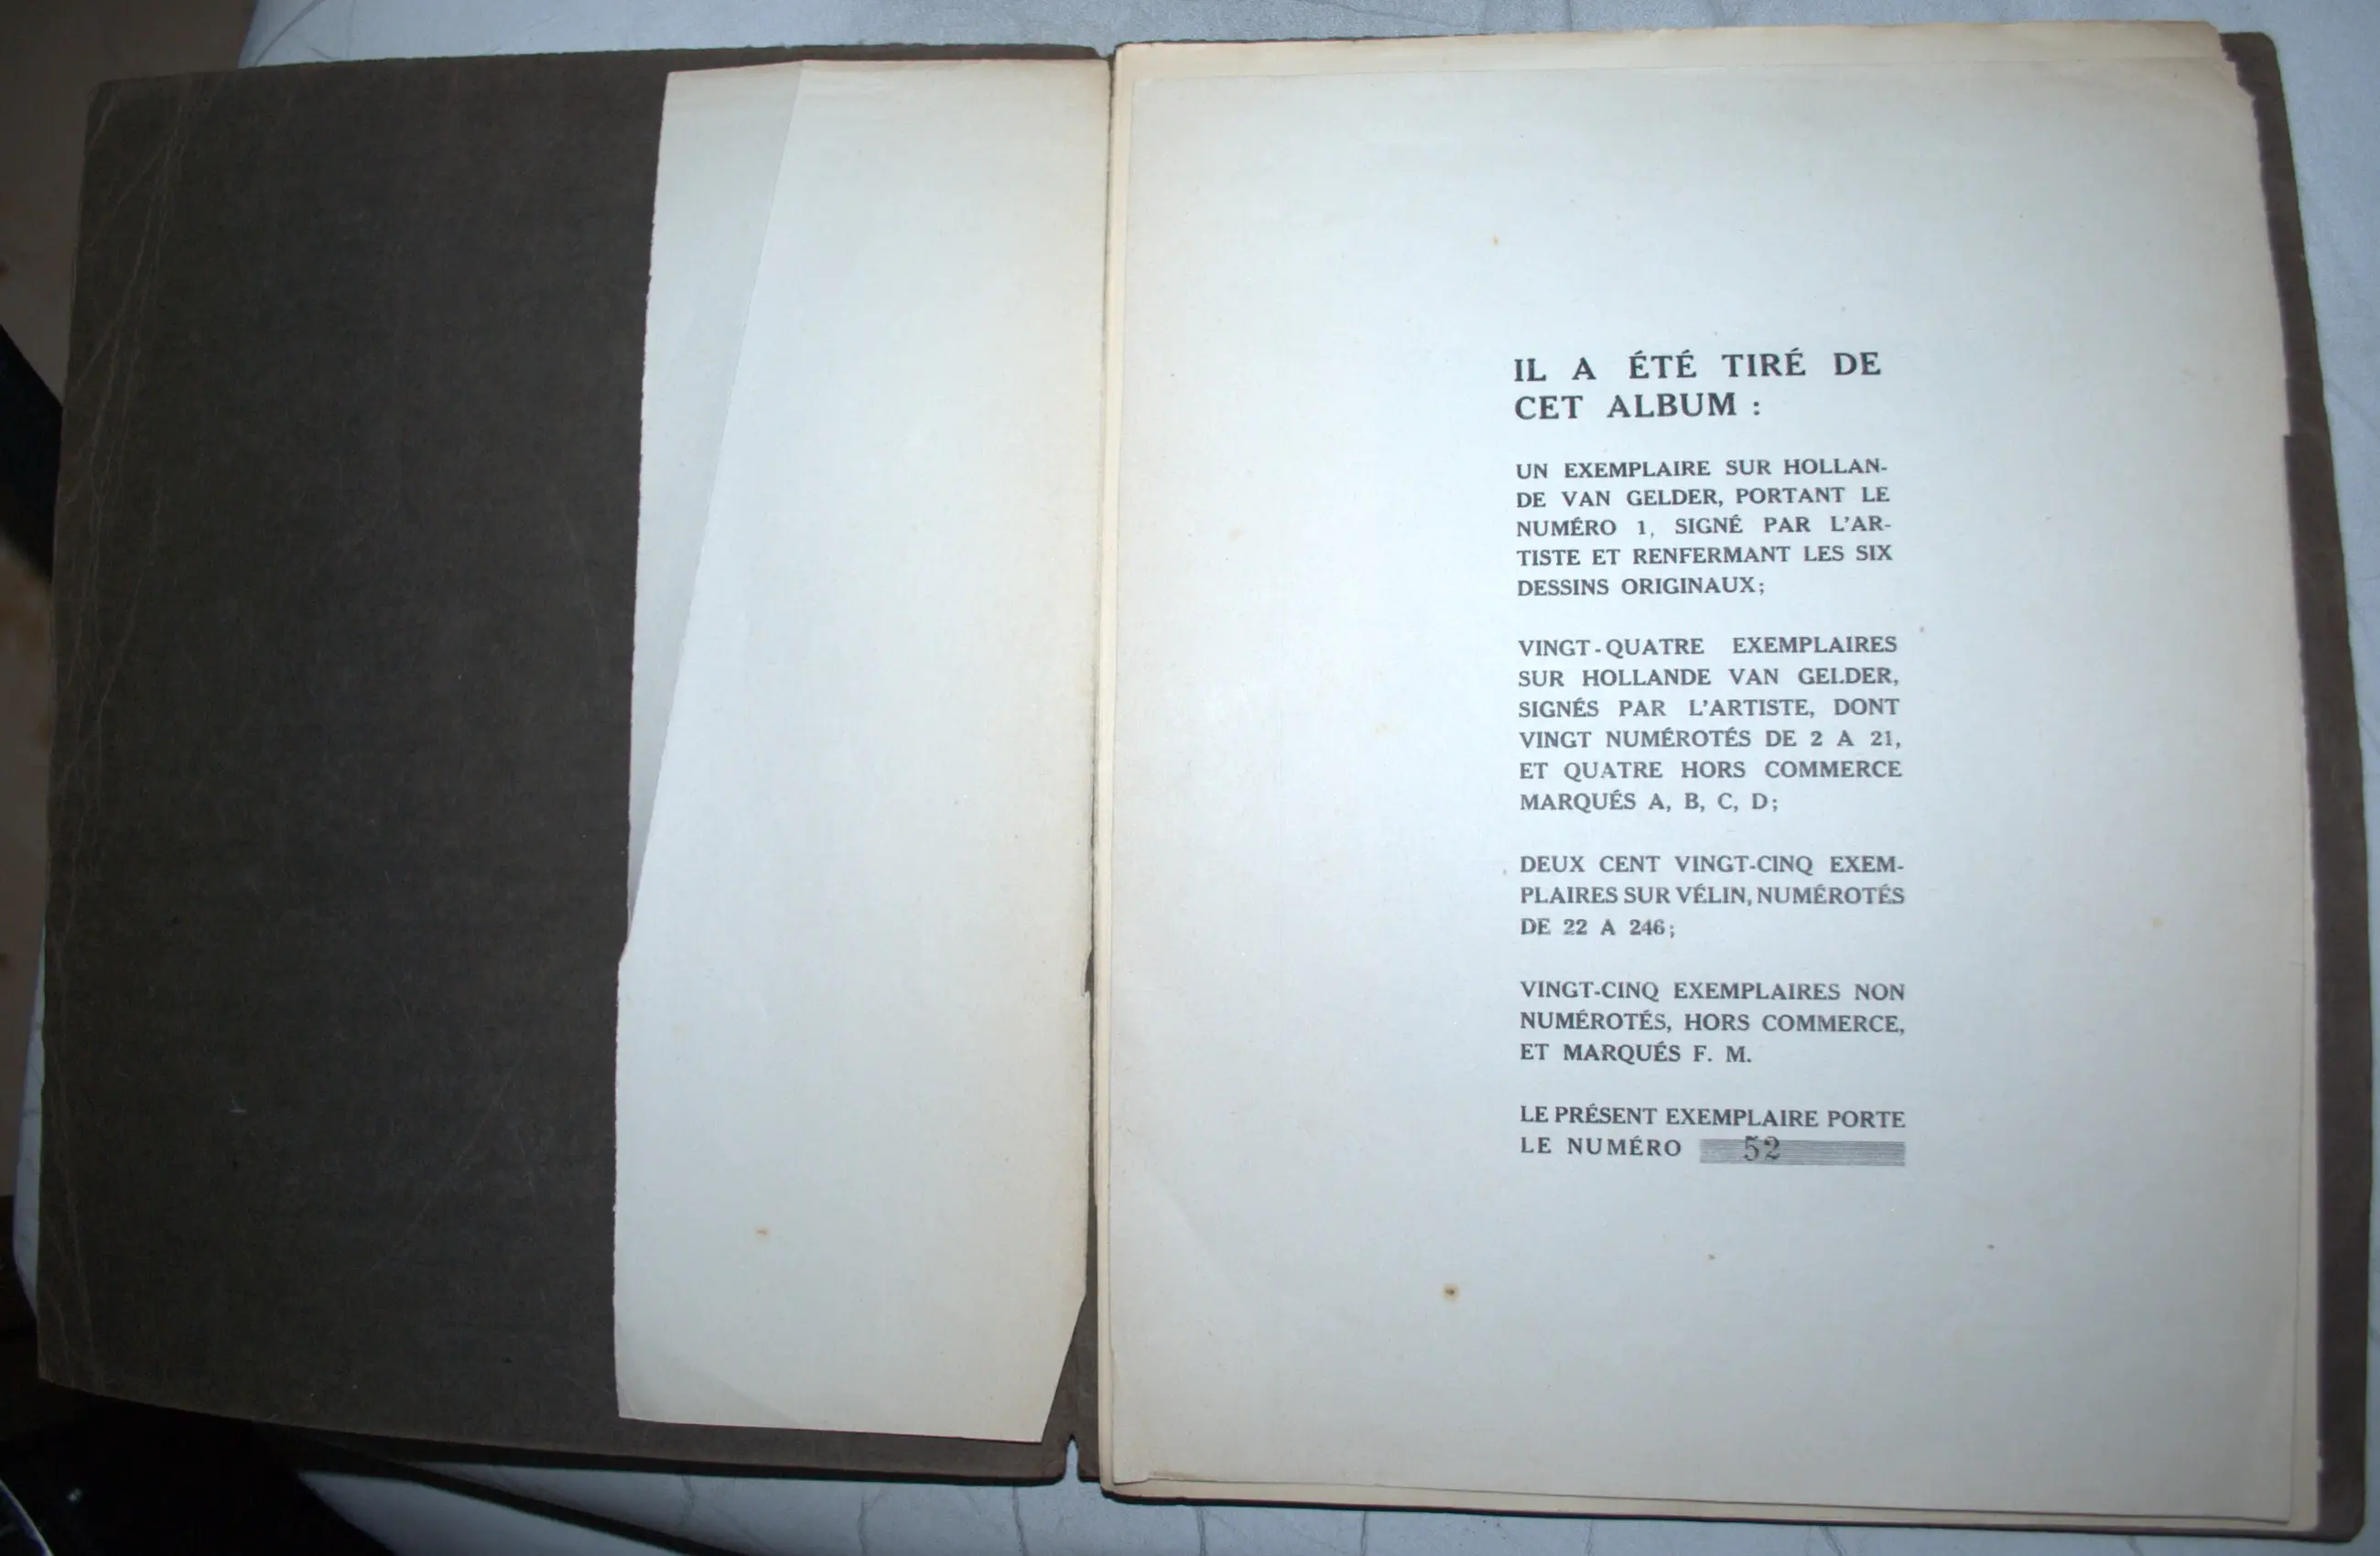 IL A ÉTÉ TIRÉ DE
CET ALBUM :
UN EXEMPLAIRE SUR HOLLAN-
DE VAN GELDER, PORTANT LE
NUMÉRO 1, SIGNÉ PAR L'AR-
TISTE ET RENFERMANT LES SIX
DESSINS ORIGINAUX;
VINGT-QUATRE EXEMPLAIRES
SUR HOLLANDE VAN GELDER,
SIGNÉS PAR L'ARTISTE, DONT
VINGT NUMÉROTÉS DE 2 A 21,
ET QUATRE HORS COMMERCE
MARQUÉS A, B, C, D;
DEUX CENT VINGT-CINQ EXEM-
PLAIRES SUR VÉLIN, NUMÉROTÉS
DE 22 A 246;
VINGT-CINQ EXEMPLAIRES NON
NUMÉROTÉS, HORS COMMERCE,
ET MARQUÉS F. M.
LE PRÉSENT EXEMPLAIRE PORTE
LE NUMÉRO 52